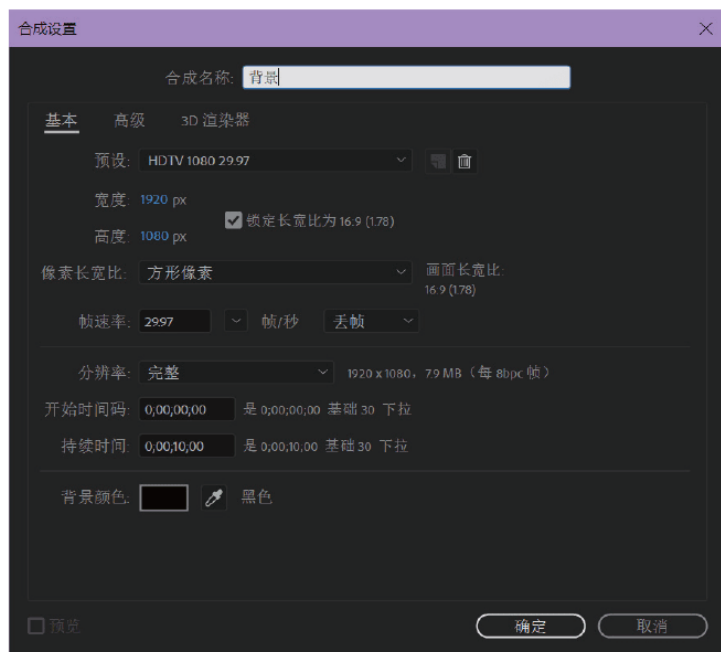 合成设置
合成名称: 背景
基本 高级 3D 渲染器
预设: HDTV 1080 29.97
宽度: 1920 px
锁定长宽比为 16:9 (1.78)
高度: 1080 px
像素长宽比: 方形像素 画面长宽比:
16:9 (1.78)
帧速率: 29.97 帧/秒 丢帧
分辨率: 完整 1920 x 1080，7.9 MB（每 8bpc 帧）
开始时间码: 0;00;00;00 是 0;00;00;00 基础 30 下拉
持续时间: 0;00;10;00 是 0;00;10;00 基础 30 下拉
背景颜色: 黑色
预览 确定 取消